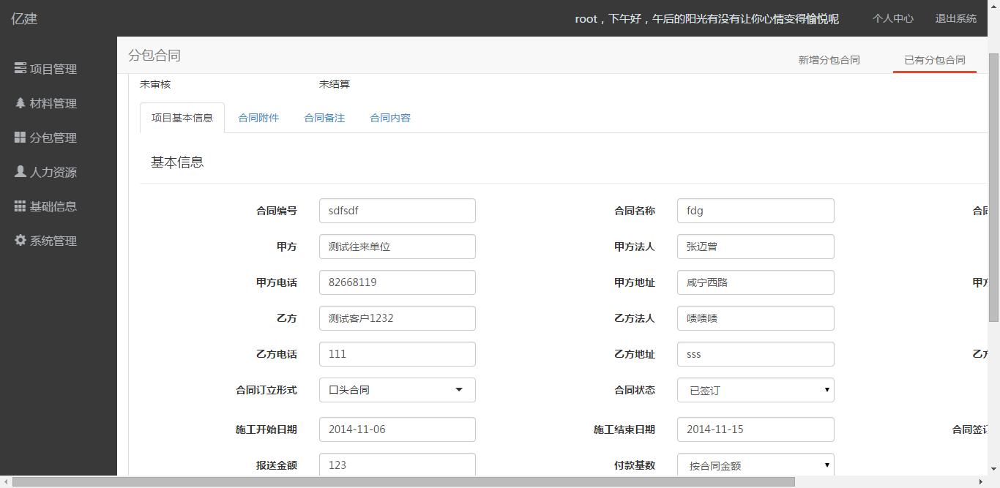 亿建
root，下午好，午后的阳光有没有让你心情变得愉悦呢
个人中心
退出系统
项目管理
材料管理
分包管理
人力资源
基础信息
系统管理
分包合同
新增分包合同
已有分包合同
未审核
未结算
项目基本信息
合同附件
合同备注
合同内容
基本信息
合同编号 sdfsdf 合同名称 fdg 合同
甲方 测试往来单位 甲方法人 张迈曾
甲方电话 82668119 甲方地址 咸宁西路 甲方
乙方 测试客户1232 乙方法人 啧啧啧
乙方电话 111 乙方地址 sss 乙方
合同订立形式 口头合同 合同状态 已签订
施工开始日期 2014-11-06 施工结束日期 2014-11-15 合同签订
报送金额 123 付款基数 按合同金额